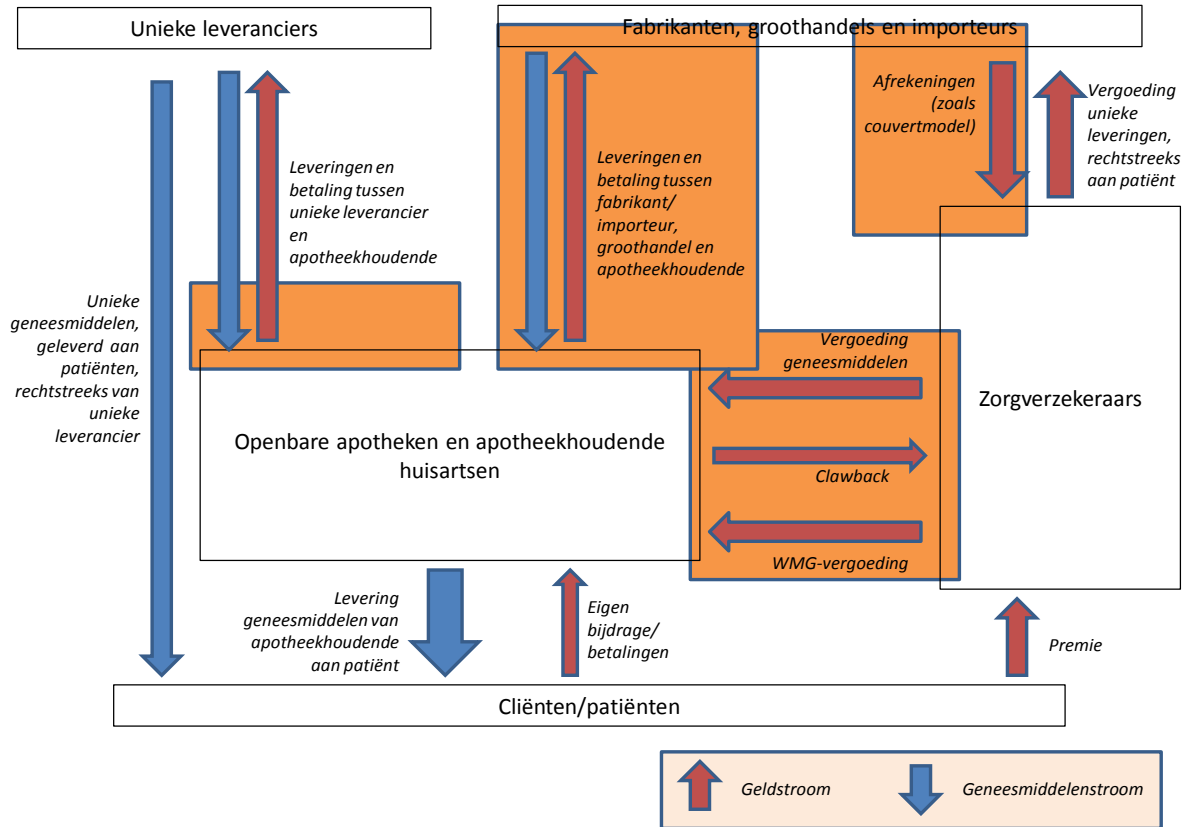 Unieke leveranciers
Fabrikanten, groothandels en importeurs
Afrekeningen
(zoals
couvertmodel)
Vergoeding
unieke
leveringen,
rechtstreeks
aan patiënt
Leveringen en
betaling tussen
unieke leverancier
en
apotheekhoudende
Leveringen en
betaling tussen
fabrikant/
importeur,
groothandel en
apotheekhoudende
Unieke
geneesmiddelen,
geleverd aan
patiënten,
rechtstreeks van
unieke
leverancier
Vergoeding
geneesmiddelen
Zorgverzekeraars
Openbare apotheken en apotheekhoudende
huisartsen
Clawback
WMG-vergoeding
Levering
geneesmiddelen van
apotheekhoudende
aan patiënt
Eigen
bijdrage/
betalingen
Premie
Cliënten/patiënten
Geldstroom
Geneesmiddelenstroom